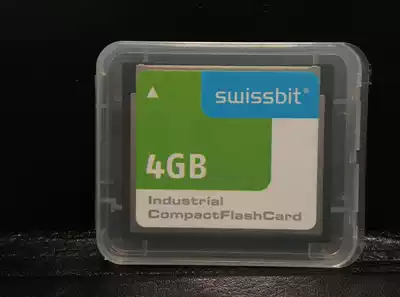 swissbit®
4GB
Industrial
CompactFlashCard